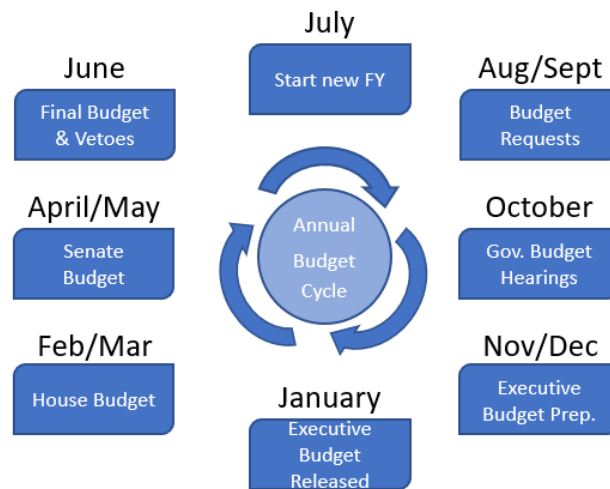 July
Start new FY
Aug/Sept
Budget
Requests
October
Gov. Budget
Hearings
Nov/Dec
Executive
Budget Prep.
January
Executive
Budget
Released
Feb/Mar
House Budget
April/May
Senate
Budget
June
Final Budget
& Vetoes
Annual
Budget
Cycle